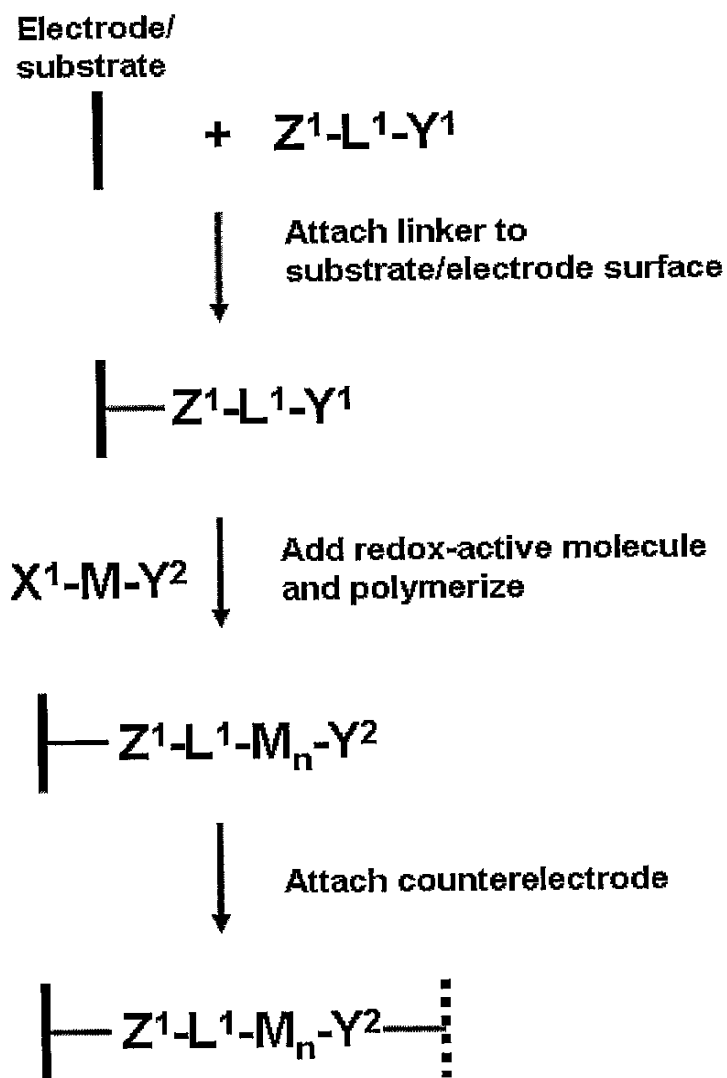 Electrode/
substrate
+ Z¹-L¹-Y¹
Attach linker to
substrate/electrode surface
Z¹-L¹-Y¹
X¹-M-Y²
Add redox-active molecule
and polymerize
Z¹-L¹-Mₙ-Y²
Attach counterelectrode
Z¹-L¹-Mₙ-Y²